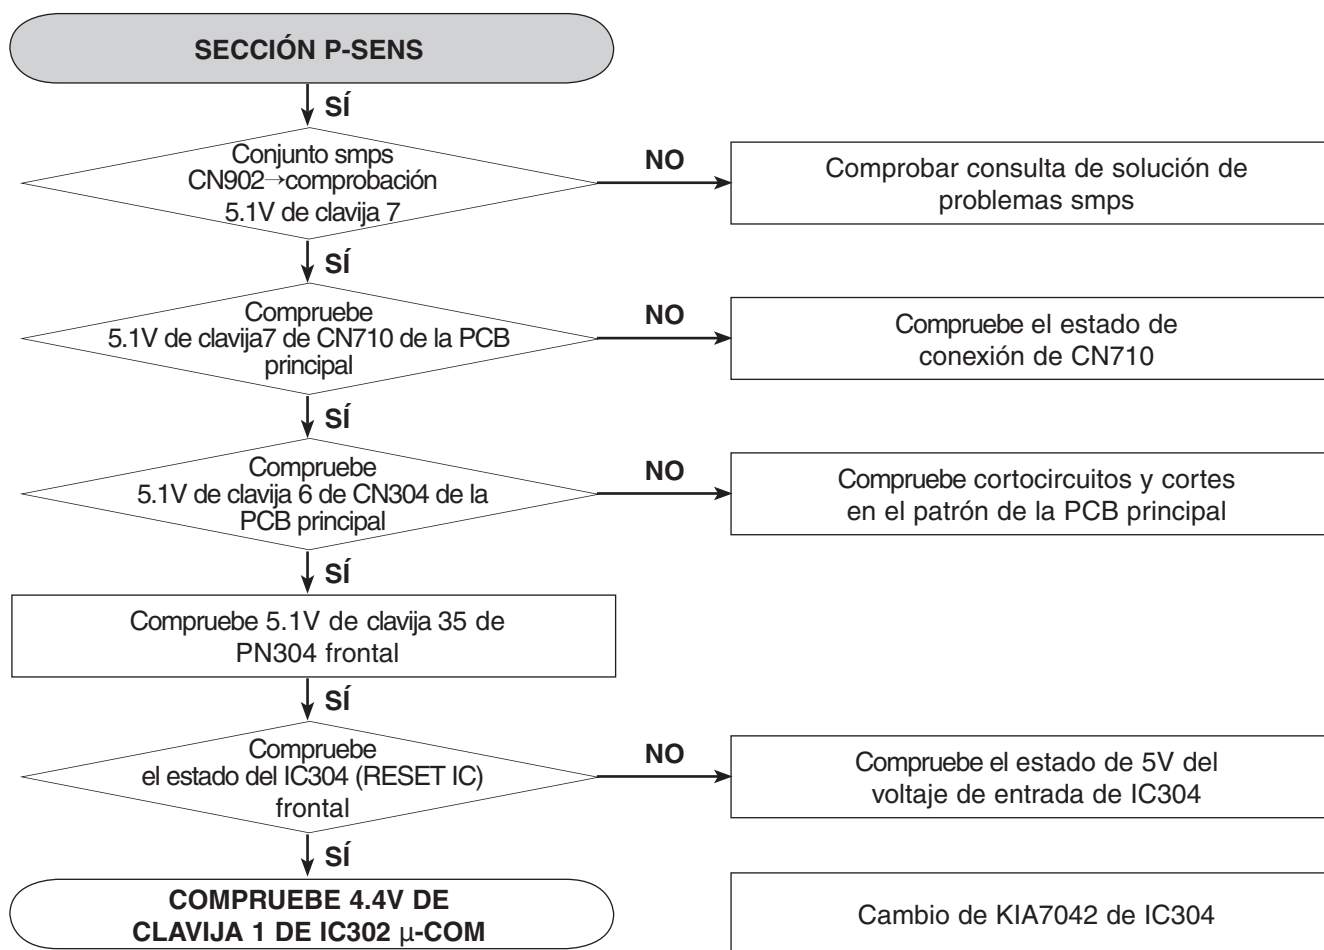 SECCIÓN P-SENS
SÍ
Conjunto smps
CN902→comprobación
5.1V de clavija 7
NO
Comprobar consulta de solución de
problemas smps
SÍ
Compruebe
5.1V de clavija7 de CN710 de la PCB
principal
NO
Compruebe el estado de
conexión de CN710
SÍ
Compruebe
5.1V de clavija 6 de CN304 de la
PCB principal
NO
Compruebe cortocircuitos y cortes
en el patrón de la PCB principal
SÍ
Compruebe 5.1V de clavija 35 de
PN304 frontal
SÍ
Compruebe
el estado del IC304 (RESET IC)
frontal
NO
Compruebe el estado de 5V del
voltaje de entrada de IC304
SÍ
COMPRUEBE 4.4V DE
CLAVIJA 1 DE IC302 μ-COM
Cambio de KIA7042 de IC304